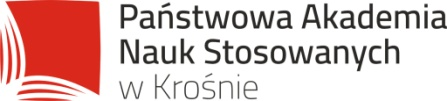 Państwowa Akademia
Nauk Stosowanych
w Krośnie